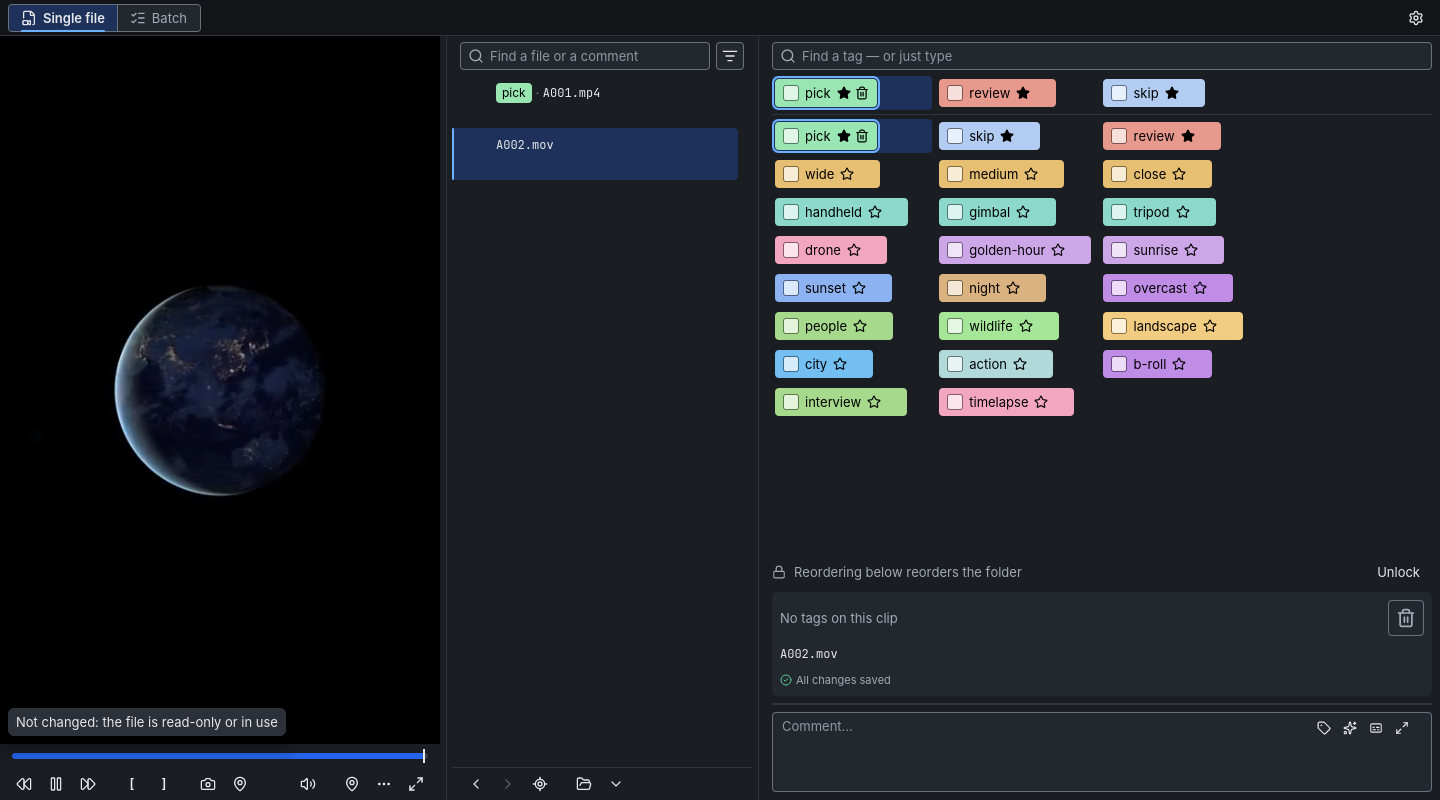 Single file
Batch
Find a file or a comment
pick · A001.mp4
A002.mov
Find a tag — or just type
pick review skip
pick skip review
wide medium close
handheld gimbal tripod
drone golden-hour sunrise
sunset night overcast
people wildlife landscape
city action b-roll
interview timelapse
Reordering below reorders the folder Unlock
No tags on this clip
A002.mov
All changes saved
Comment...
Not changed: the file is read-only or in use
[ ]